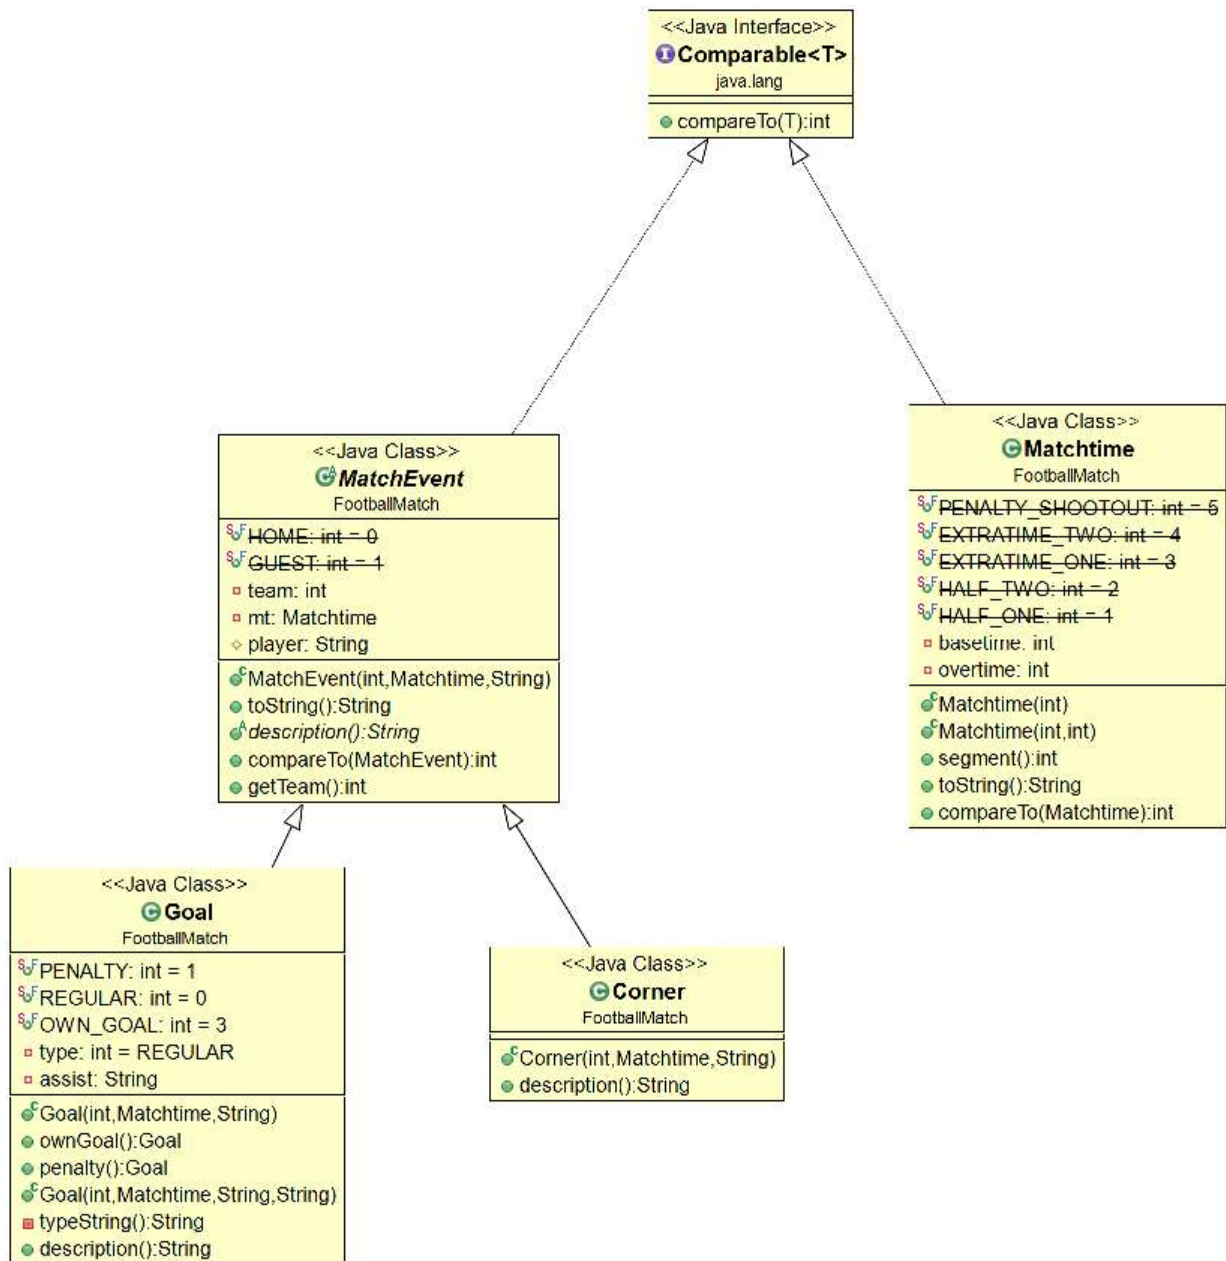 <<Java Interface>>
Comparable<T>
java.lang
compareTo(T):int
<<Java Class>>
MatchEvent
FootballMatch
HOME: int = 0
GUEST: int = 1
team: int
mt: Matchtime
player: String
MatchEvent(int,Matchtime,String)
toString():String
description():String
compareTo(MatchEvent):int
getTeam():int
<<Java Class>>
Matchtime
FootballMatch
PENALTY_SHOOTOUT: int = 5
EXTRATIME_TWO: int = 4
EXTRATIME_ONE: int = 3
HALF_TWO: int = 2
HALF_ONE: int = 1
basetime: int
overtime: int
Matchtime(int)
Matchtime(int,int)
segment():int
toString():String
compareTo(Matchtime):int
<<Java Class>>
Goal
FootballMatch
PENALTY: int = 1
REGULAR: int = 0
OWN_GOAL: int = 3
type: int = REGULAR
assist: String
Goal(int,Matchtime,String)
ownGoal():Goal
penalty():Goal
Goal(int,Matchtime,String,String)
typeString():String
description():String
<<Java Class>>
Corner
FootballMatch
Corner(int,Matchtime,String)
description():String